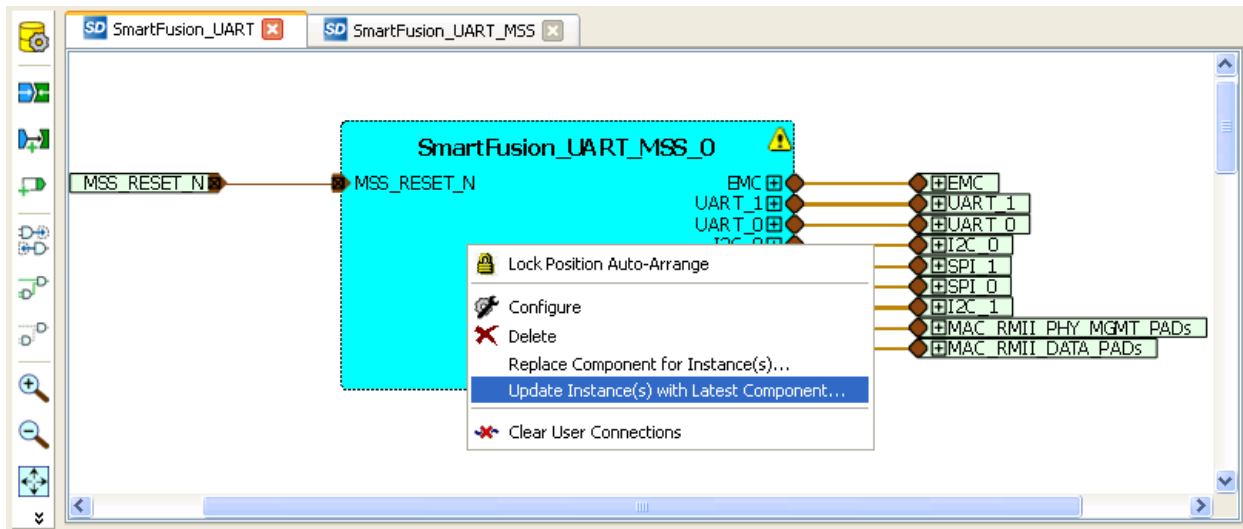 SD SmartFusion_UART
SD SmartFusion_UART_MSS
SmartFusion_UART_MSS_0
MSS_RESET_N
MSS_RESET_N
EMC
EMC
UART_1
UART_1
UART_0
UART_0
I2C_0
I2C_0
SPI_1
SPI_0
I2C_1
MAC_RMII_PHY_MGMT_PADs
MAC_RMII_DATA_PADs
Lock Position Auto-Arrange
Configure
Delete
Replace Component for Instance(s)...
Update Instance(s) with Latest Component...
Clear User Connections